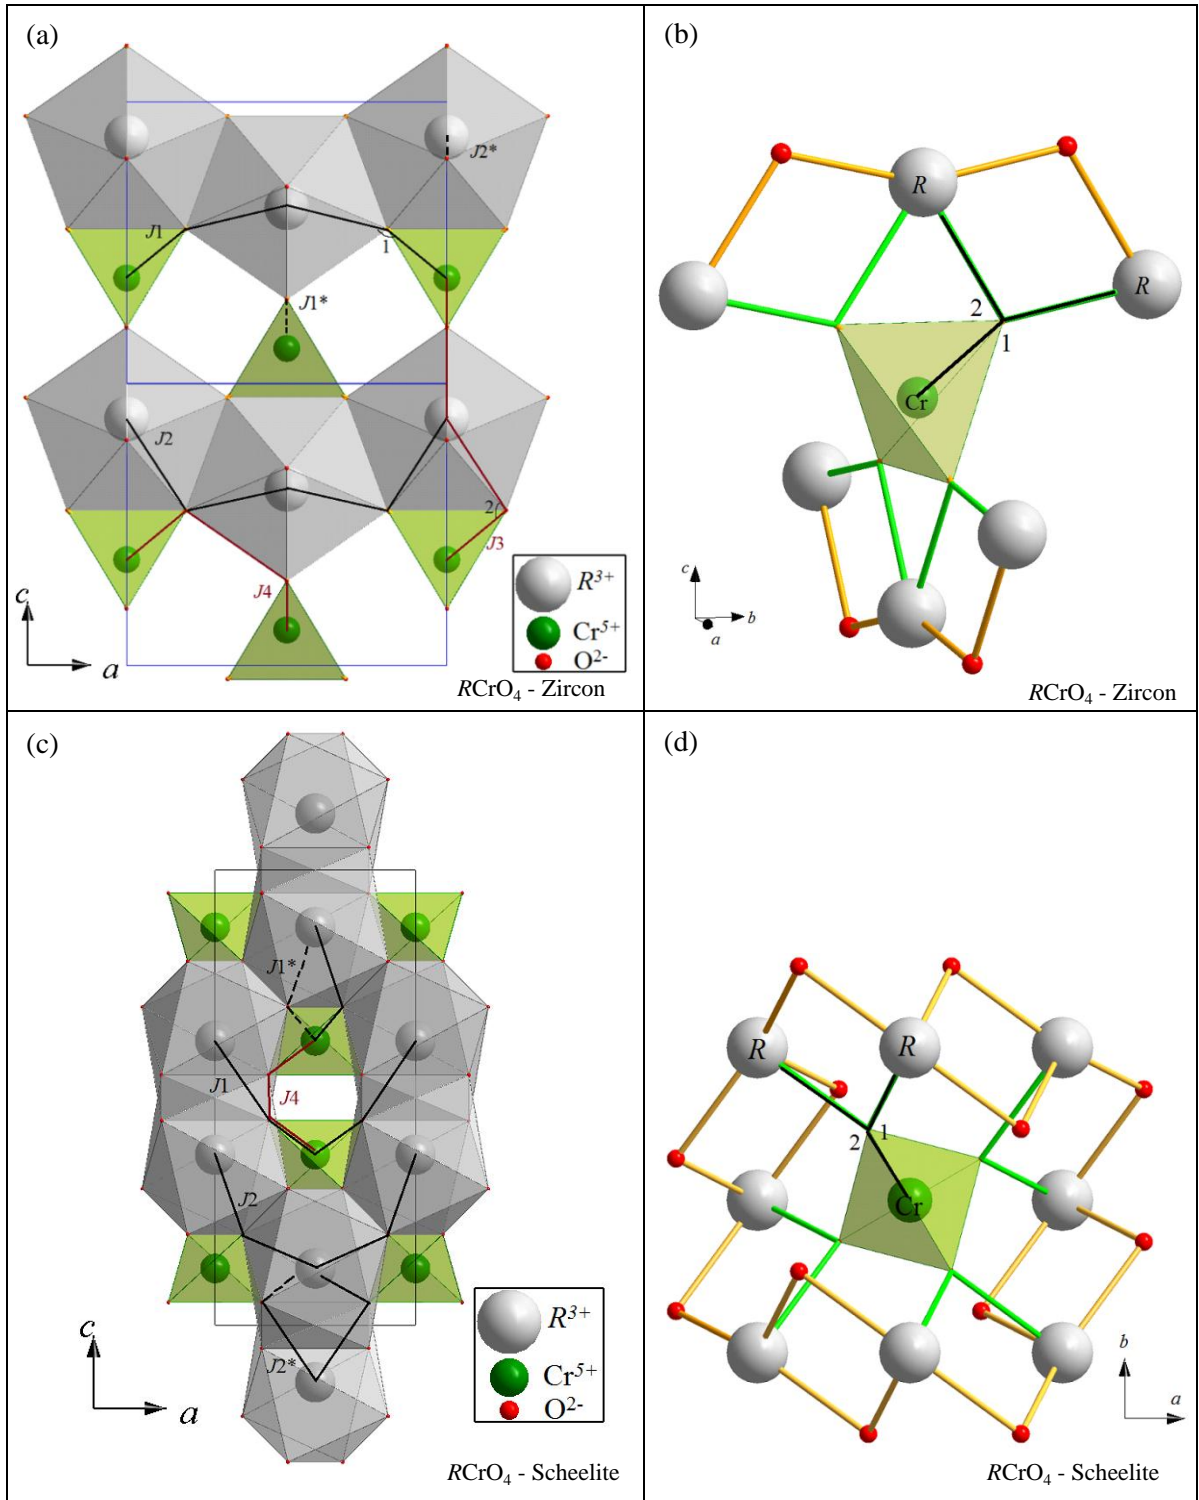 (a)
J2*
J1
1
J1*
J2
2
J3
J4
c
a
R3+
Cr5+
O2-
RCrO4 - Zircon
(b)
R
R
2
1
Cr
c
b
a
RCrO4 - Zircon
(c)
J1*
J1
J4
J2
J2*
c
a
R3+
Cr5+
O2-
RCrO4 - Scheelite
(d)
R
R
2
1
Cr
b
a
RCrO4 - Scheelite